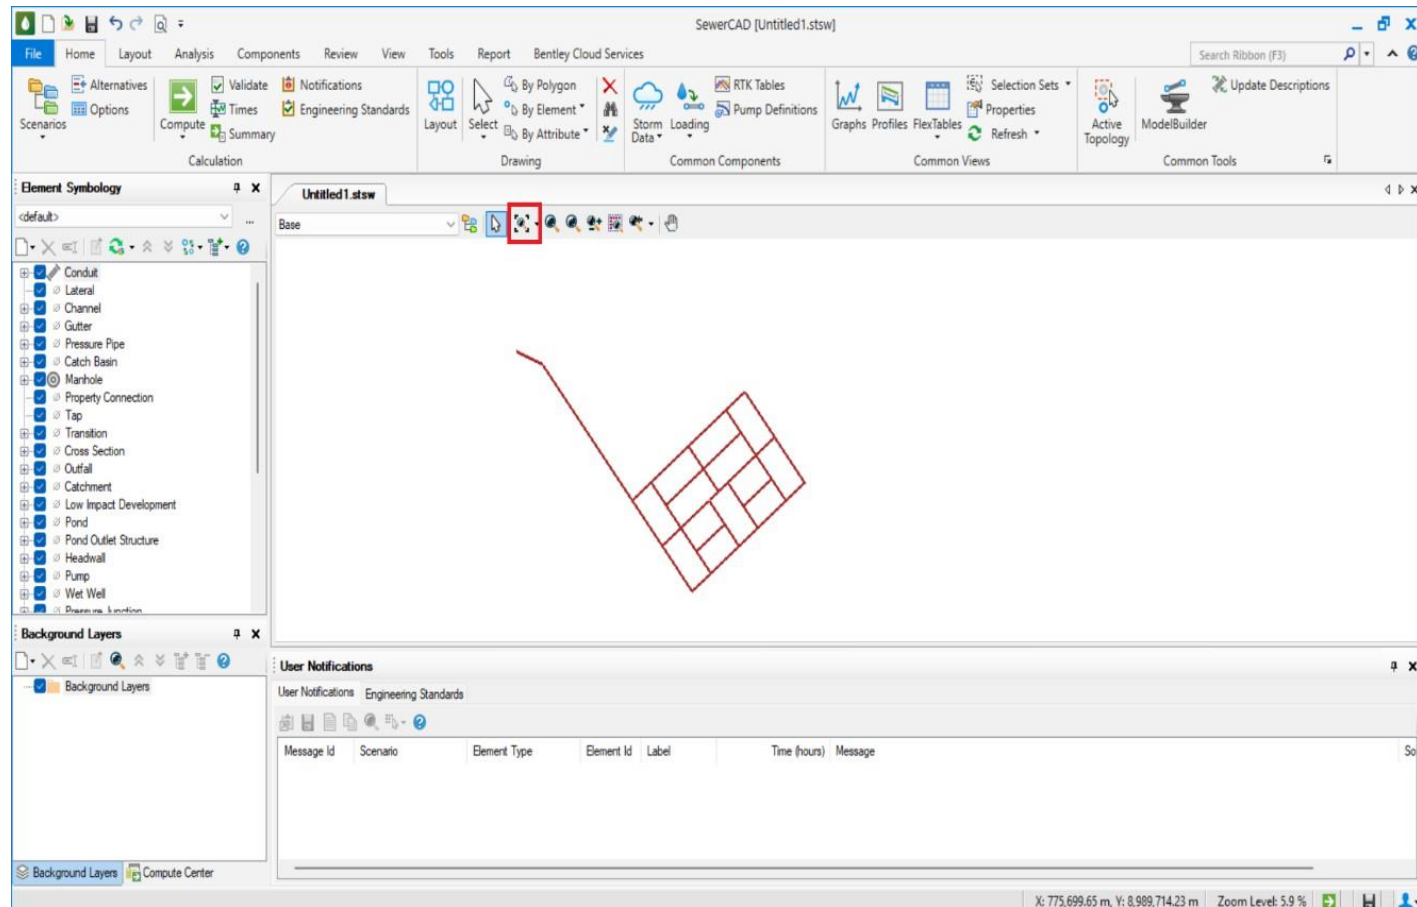 SewerCAD [Untitled1.stsw]
File Home Layout Analysis Components Review View Tools Report Bentley Cloud Services Search Ribbon (F3)
Alternatives Validate Notifications By Polygon RTK Tables Selection Sets Update Descriptions
Options Times Engineering Standards By Element Pump Definitions Properties
Scenarios Compute Summary Layout Select By Attribute Storm Data Loading Graphs Profiles FlexTables Refresh Active Topology ModelBuilder
Calculation Drawing Common Components Common Views Common Tools
Element Symbology
<default>
...
Untitled1.stsw
Base
Conduit
Lateral
Channel
Gutter
Pressure Pipe
Catch Basin
Manhole
Property Connection
Tap
Transition
Cross Section
Outfall
Catchment
Low Impact Development
Pond
Pond Outlet Structure
Headwall
Pump
Wet Well
Pressure Junction
Background Layers
Background Layers
Background Layers Compute Center
User Notifications
User Notifications Engineering Standards
Message Id Scenario Element Type Element Id Label Time (hours) Message So
X: 775,699.65 m, Y: 8,989,714.23 m Zoom Level: 5.9 %